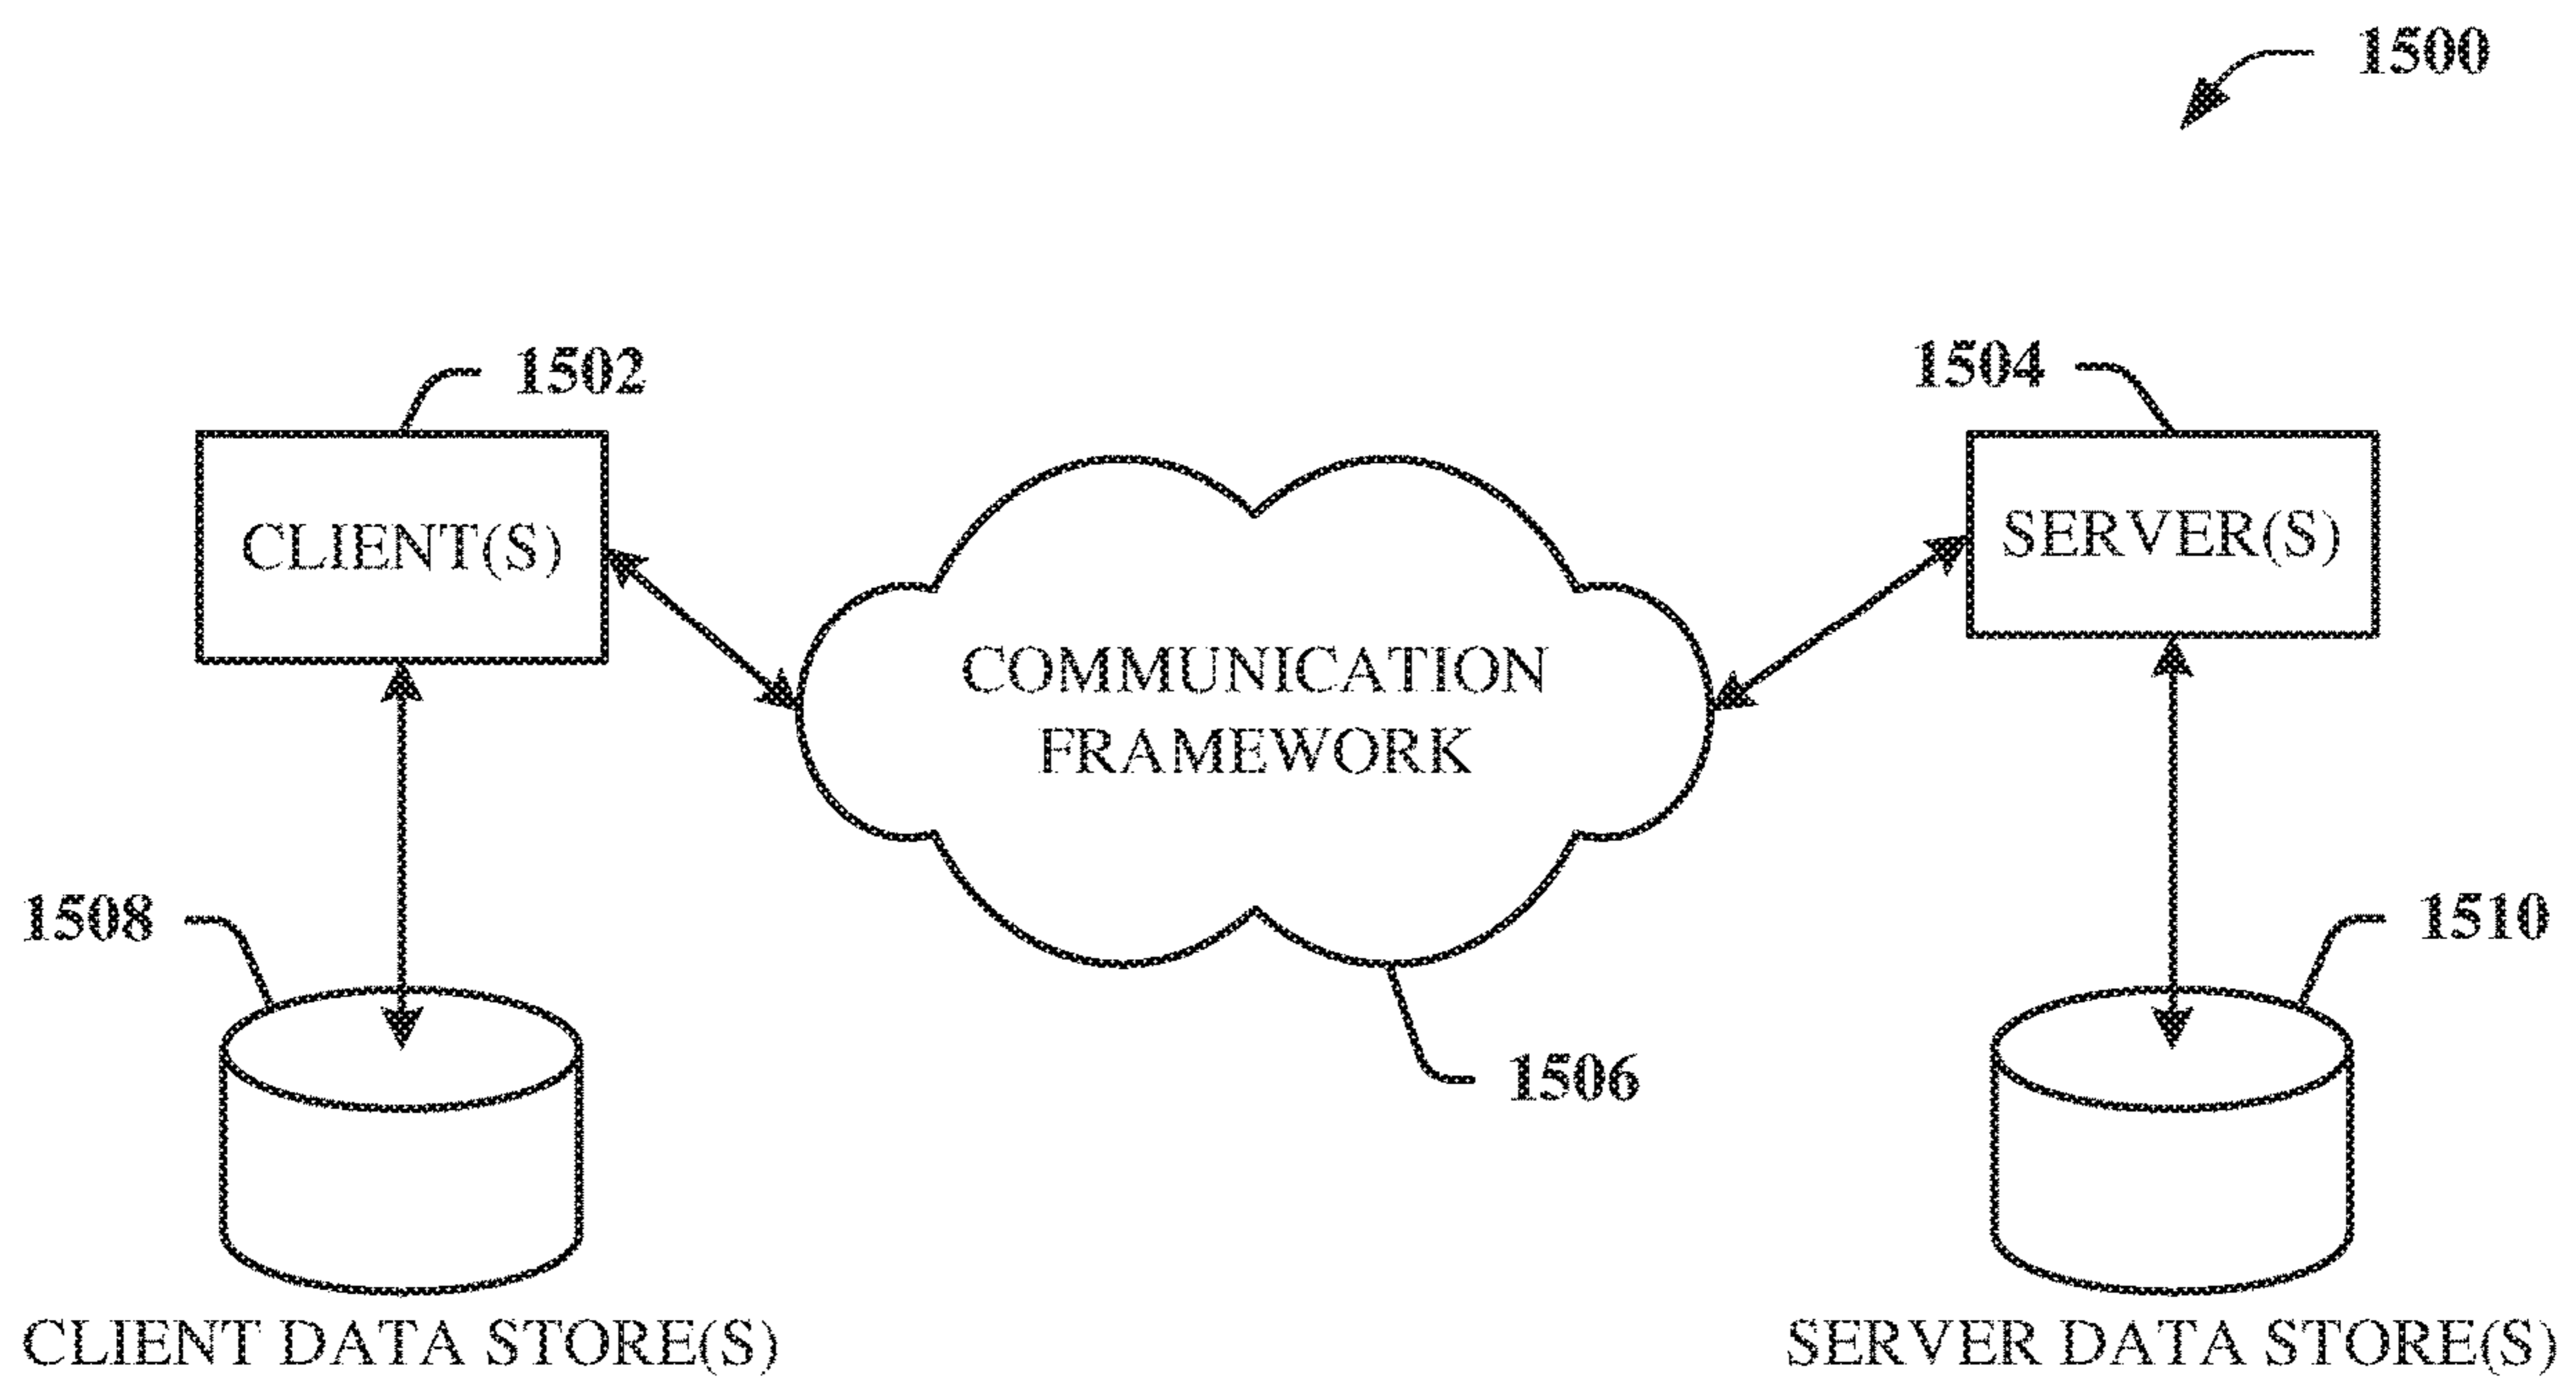 1500
1502
1504
CLIENT(S)
SERVER(S)
COMMUNICATION
FRAMEWORK
1508
1510
1506
CLIENT DATA STORE(S)
SERVER DATA STORE(S)